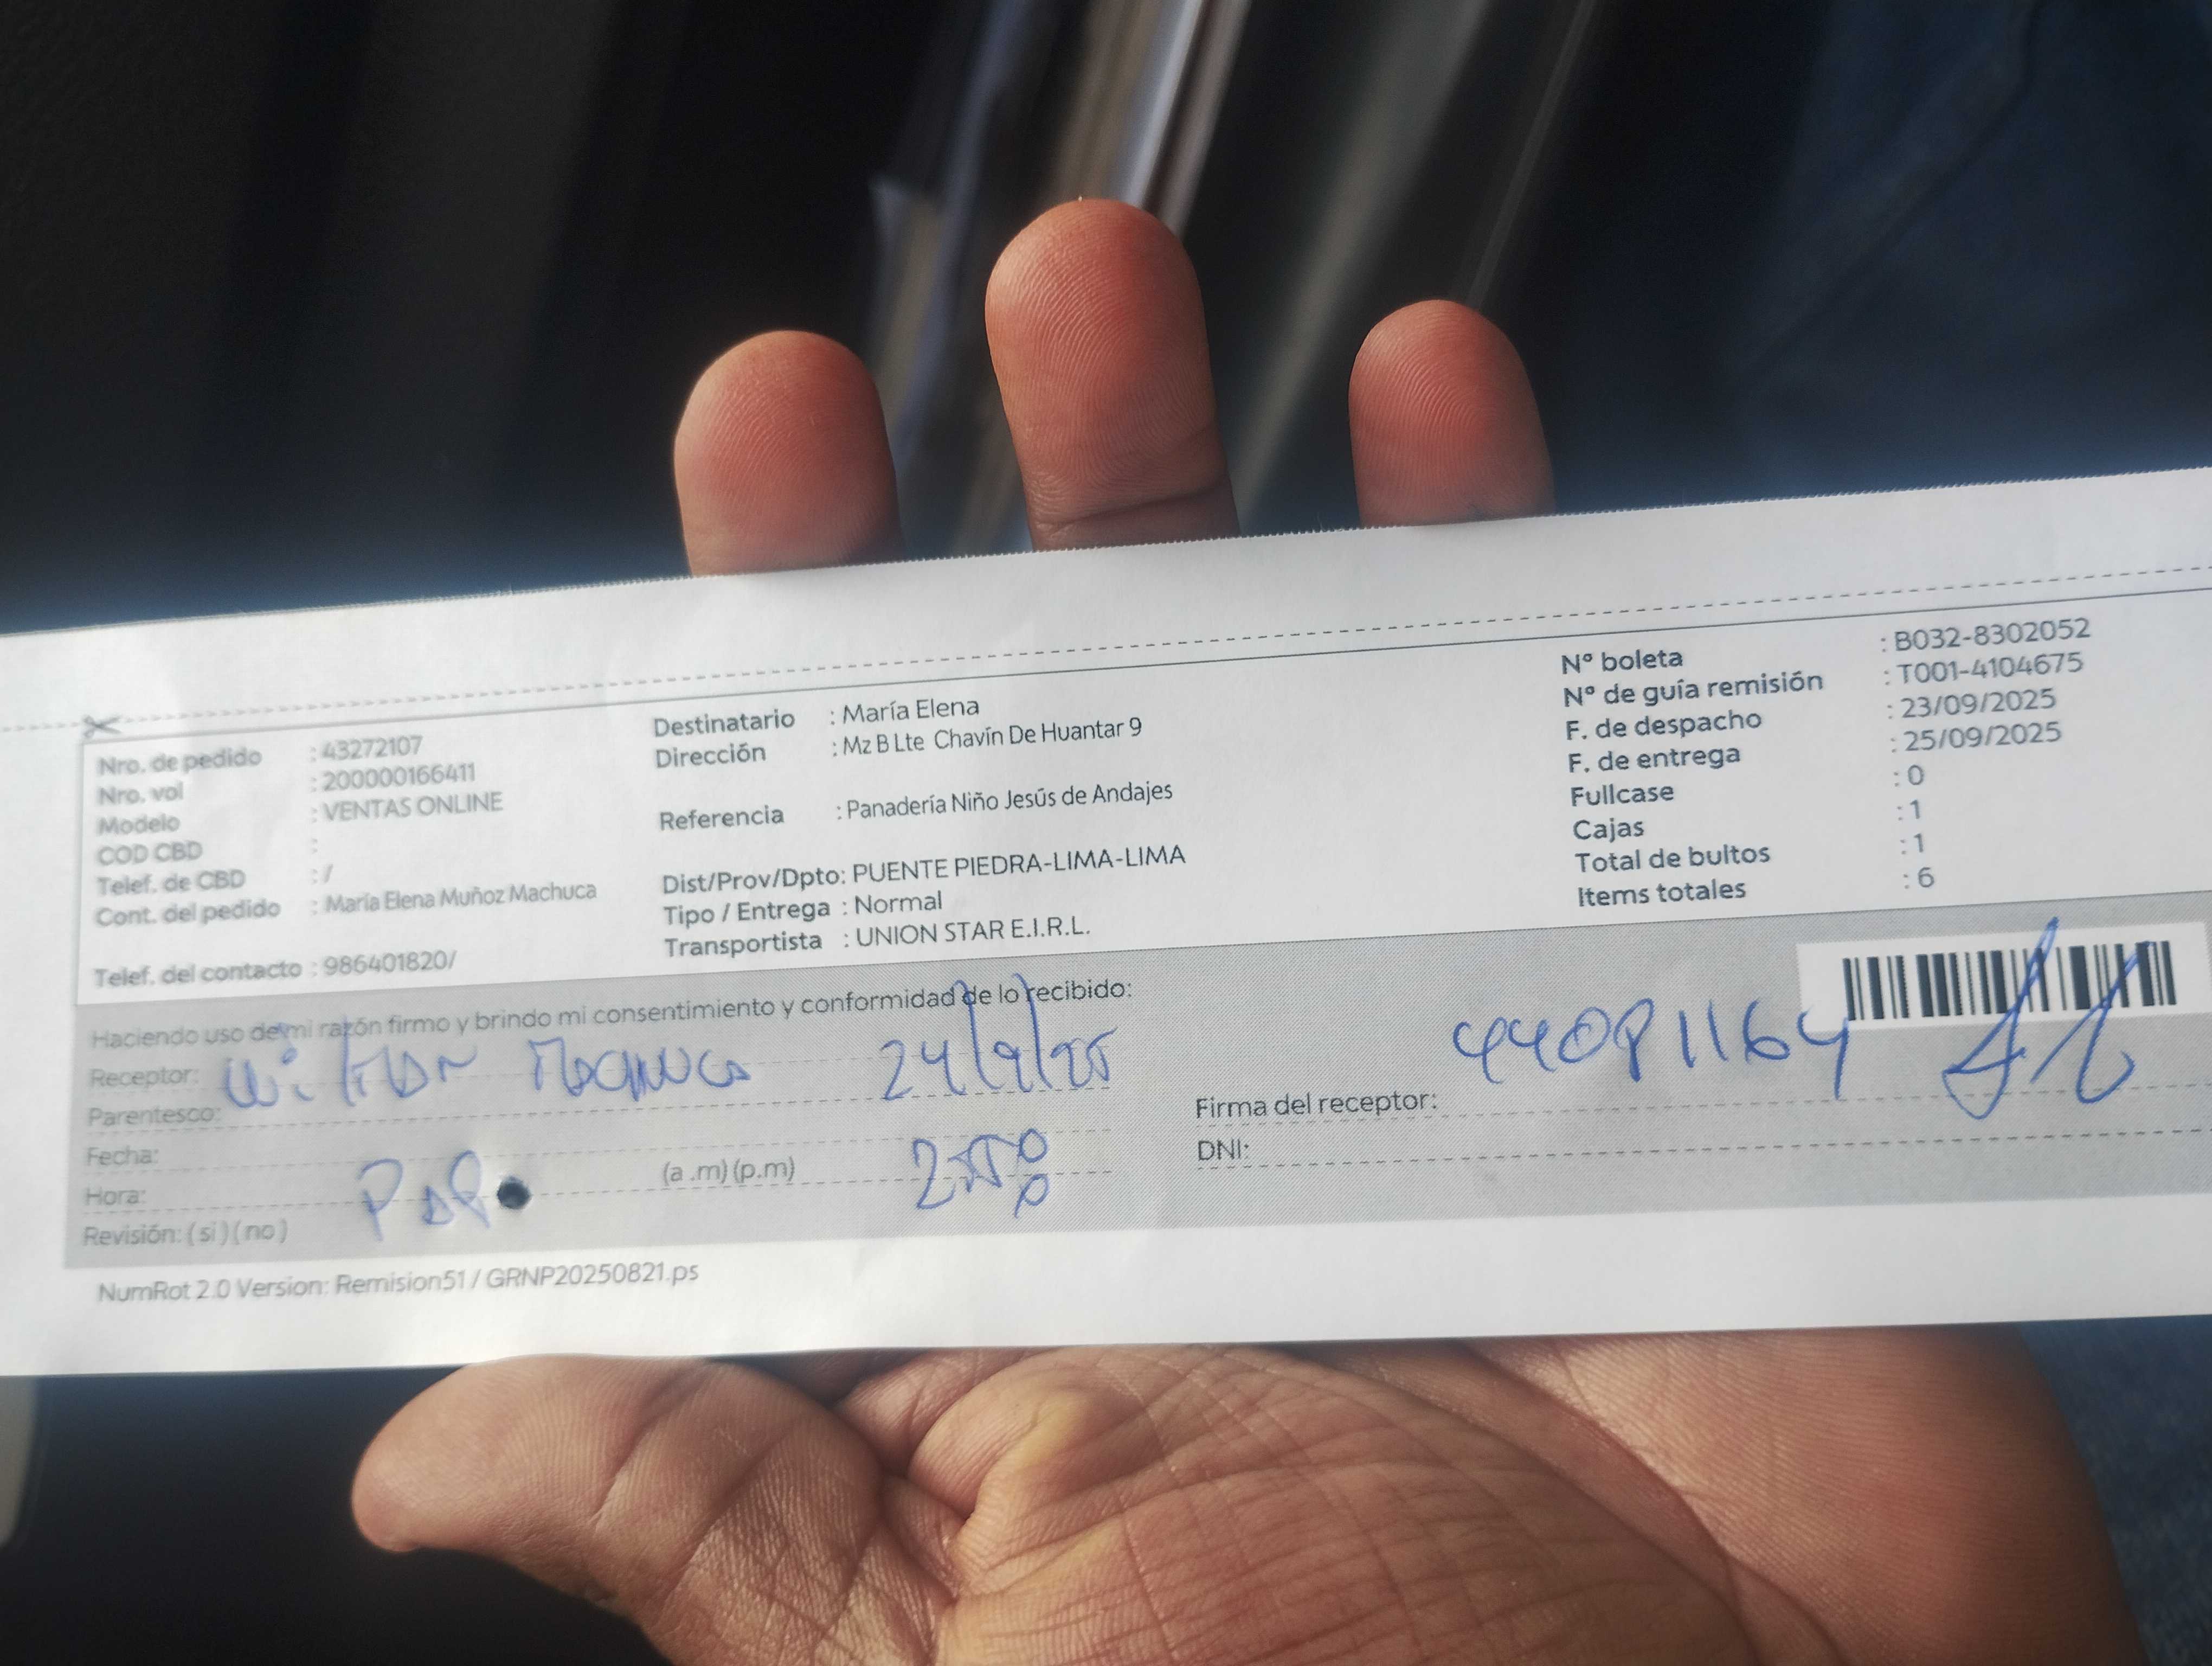 Nro. de pedido : 43272107
Nro. vol : 200000166411
Modelo : VENTAS ONLINE
COD CBD :
Telef. de CBD : /
Cont. del pedido : María Elena Muñoz Machuca
Telef. del contacto : 986401820/
Destinatario : María Elena
Dirección : Mz B Lte Chavín De Huantar 9
Referencia : Panadería Niño Jesús de Andajes
Dist/Prov/Dpto: PUENTE PIEDRA-LIMA-LIMA
Tipo / Entrega : Normal
Transportista : UNION STAR E.I.R.L.
Nº boleta : B032-8302052
Nº de guía remisión : T001-4104675
F. de despacho : 23/09/2025
F. de entrega : 25/09/2025
Fullcase : 0
Cajas : 1
Total de bultos : 1
Items totales : 6
Haciendo uso de mi razón firmo y brindo mi consentimiento y conformidad de lo recibido:
Receptor: Machuca 24/9/25
Parentesco:
Fecha:
Hora: (a .m) (p.m)
Revisión: ( si ) ( no )
44081164
Firma del receptor:
DNI:
NumRot 2.0 Version: Remision51 / GRNP20250821.ps